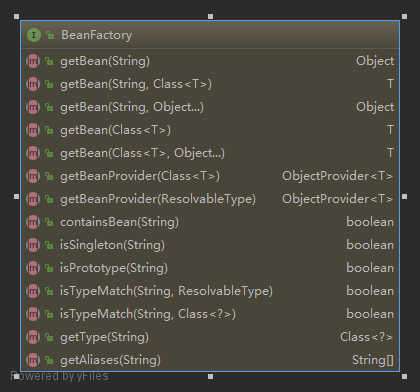 I BeanFactory
m getBean(String) Object
m getBean(String, Class<T>) T
m getBean(String, Object...) Object
m getBean(Class<T>) T
m getBean(Class<T>, Object...) T
m getBeanProvider(Class<T>) ObjectProvider<T>
m getBeanProvider(ResolvableType) ObjectProvider<T>
m containsBean(String) boolean
m isSingleton(String) boolean
m isPrototype(String) boolean
m isTypeMatch(String, ResolvableType) boolean
m isTypeMatch(String, Class<?>) boolean
m getType(String) Class<?>
m getAliases(String) String[]
Powered by yFiles